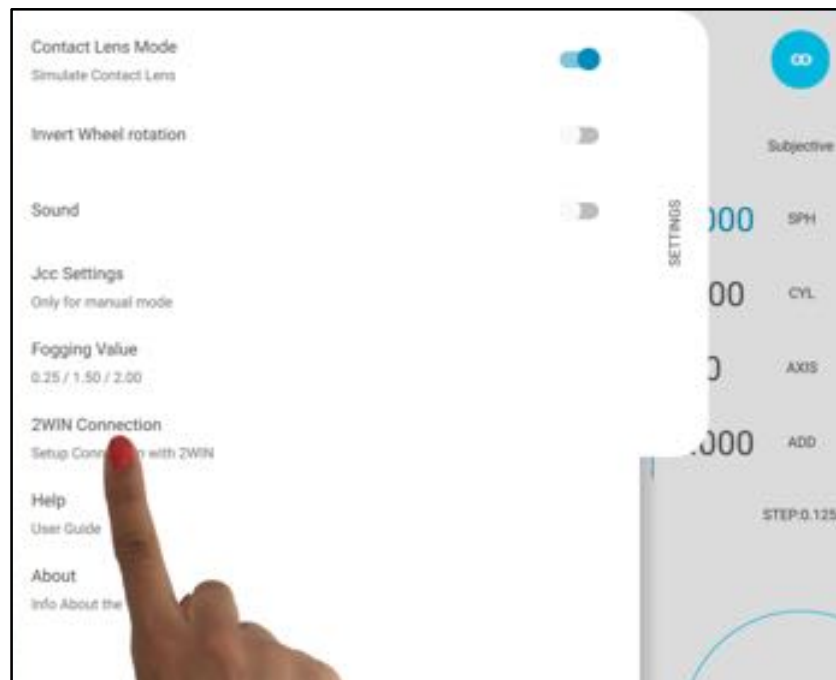 Contact Lens Mode
Simulate Contact Lens
Invert Wheel rotation
Sound
Jcc Settings
Only for manual mode
Fogging Value
0.25 / 1.50 / 2.00
2WIN Connection
Setup with 2WIN
Help
User Guide
About
Info About the
SETTINGS
∞
Subjective
000 SPH
00 CYL
0 AXIS
.000 ADD
STEP:0.125